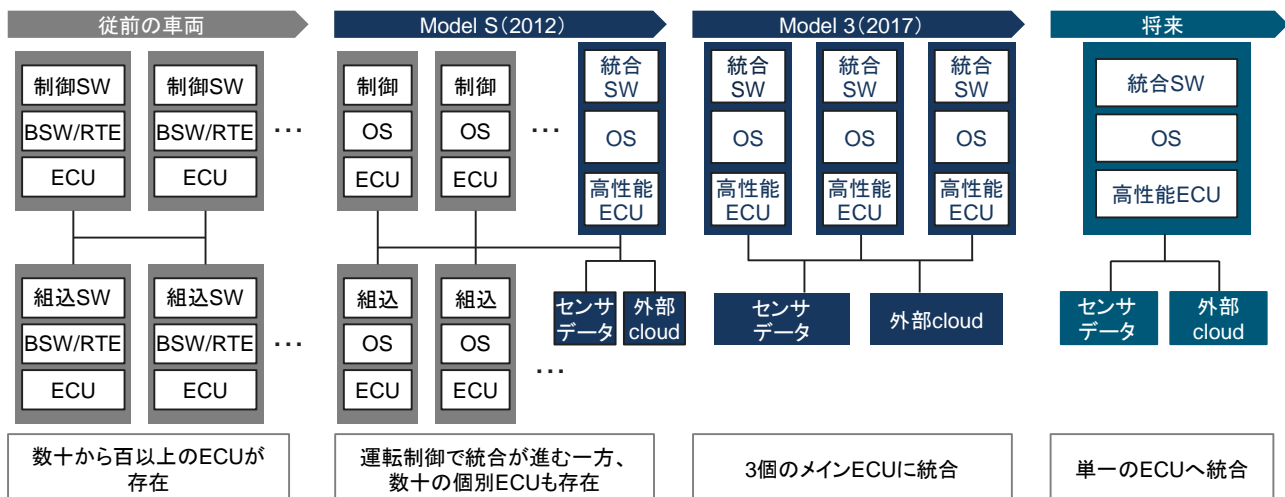 従前の車両
制御SW
BSW/RTE
ECU
制御SW
BSW/RTE
ECU
…
組込SW
BSW/RTE
ECU
組込SW
BSW/RTE
ECU
…
数十から百以上のECUが
存在
Model S(2012)
制御
OS
ECU
制御
OS
ECU
…
統合
SW
OS
高性能
ECU
組込
OS
ECU
組込
OS
ECU
…
センサ
データ
外部
cloud
運転制御で統合が進む一方、
数十の個別ECUも存在
Model 3(2017)
統合
SW
OS
高性能
ECU
統合
SW
OS
高性能
ECU
統合
SW
OS
高性能
ECU
センサ
データ
外部cloud
3個のメインECUに統合
将来
統合SW
OS
高性能ECU
センサ
データ
外部
cloud
単一のECUへ統合